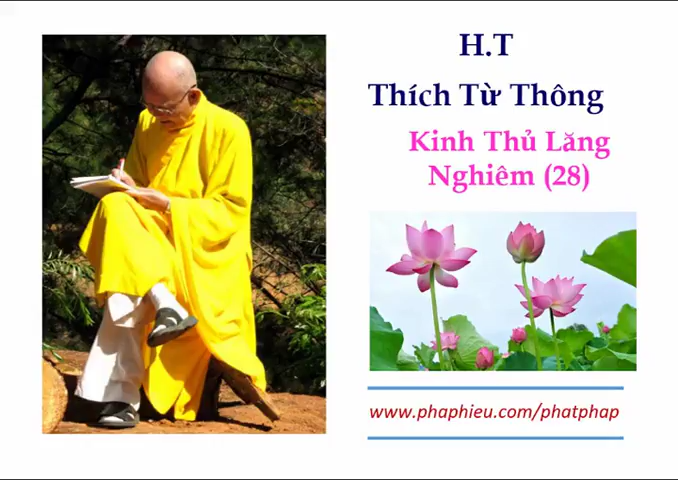 H.T
Thích Từ Thông
Kinh Thủ Lăng
Nghiêm (28)
www.phaphieu.com/phatphap